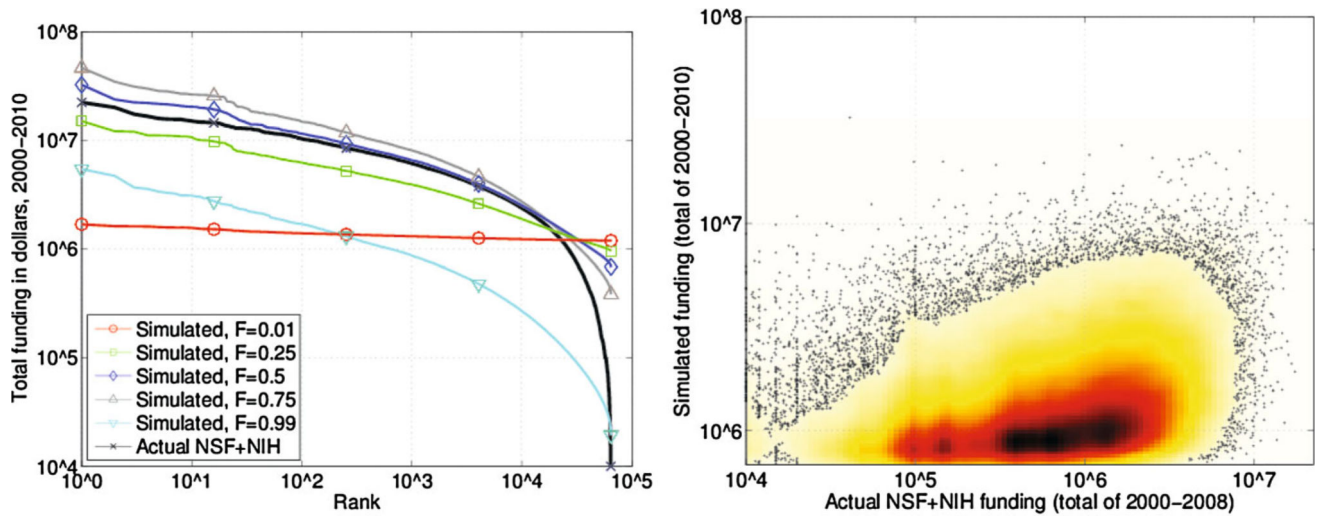 Total funding in dollars, 2000-2010
10^8
10^7
10^6
10^5
10^4
Simulated, F=0.01
Simulated, F=0.25
Simulated, F=0.5
Simulated, F=0.75
Simulated, F=0.99
Actual NSF+NIH
10^0
10^1
10^2
10^3
10^4
10^5
Rank
Simulated funding (total of 2000-2010)
10^8
10^7
10^6
10^4
10^5
10^6
10^7
Actual NSF+NIH funding (total of 2000-2008)